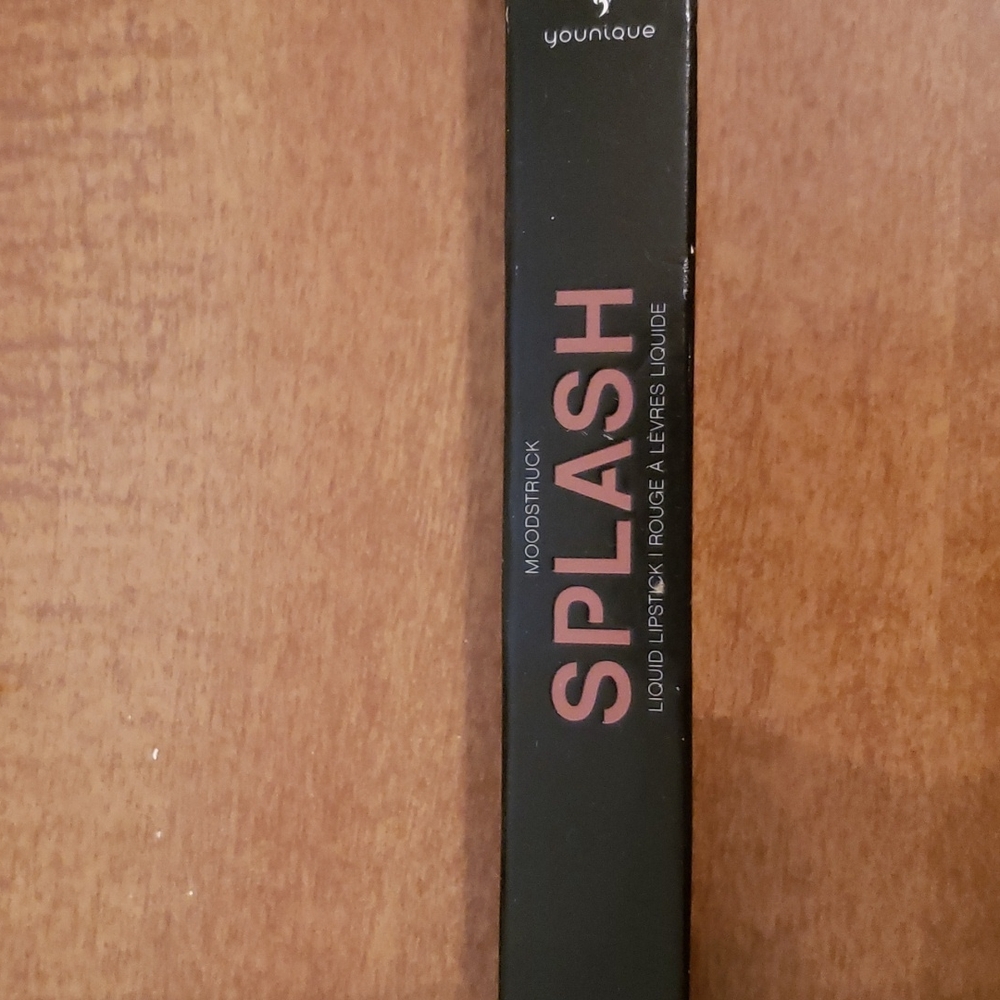 younique
MOODSTRUCK
SPLASH
LIQUID LIPSTICK | ROUGE À LÈVRES LIQUIDE